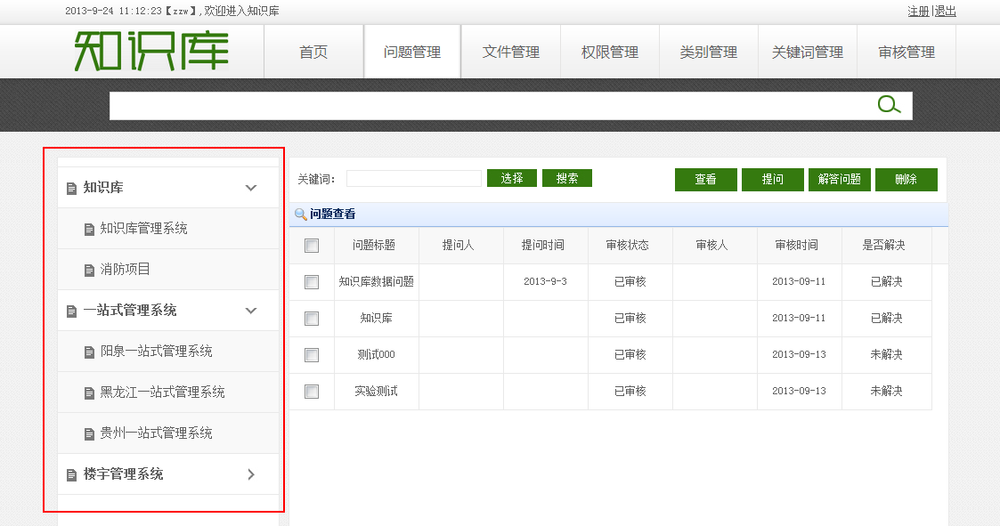 2013-9-24 11:12:23【zzw】,欢迎进入知识库
注册|退出
知识库
首页 问题管理 文件管理 权限管理 类别管理 关键词管理 审核管理
知识库
知识库管理系统
消防项目
一站式管理系统
阳泉一站式管理系统
黑龙江一站式管理系统
贵州一站式管理系统
楼宇管理系统
关键词: 选择 搜索 查看 提问 解答问题 删除
问题查看
问题标题 提问人 提问时间 审核状态 审核人 审核时间 是否解决
知识库数据问题 2013-9-3 已审核 2013-09-11 已解决
知识库 已审核 2013-09-11 已解决
测试000 已审核 2013-09-13 未解决
实验测试 已审核 2013-09-13 未解决